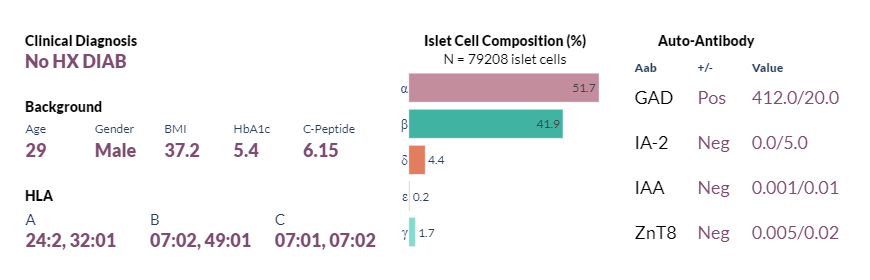 Clinical Diagnosis
No HX DIAB
Background
Age Gender BMI HbA1c C-Peptide
29 Male 37.2 5.4 6.15
HLA
A B C
24:2, 32:01 07:02, 49:01 07:01, 07:02
Islet Cell Composition (%)
N = 79208 islet cells
α 51.7
β 41.9
δ 4.4
ε 0.2
γ 1.7
Auto-Antibody
Aab +/- Value
GAD Pos 412.0/20.0
IA-2 Neg 0.0/5.0
IAA Neg 0.001/0.01
ZnT8 Neg 0.005/0.02